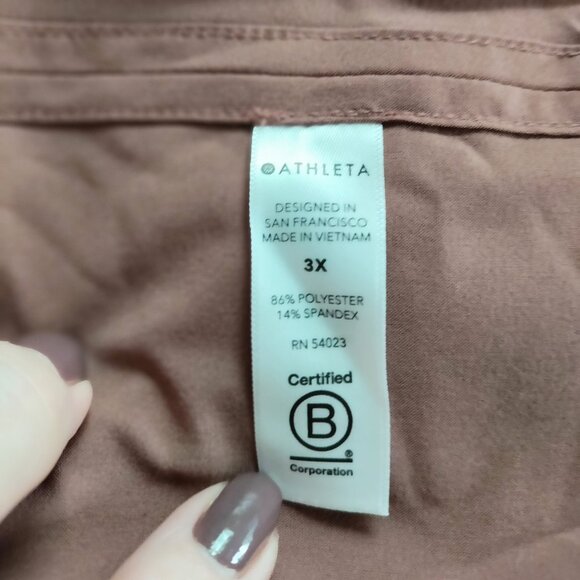 ATHLETA
DESIGNED IN
SAN FRANCISCO
MADE IN VIETNAM
3X
86% POLYESTER
14% SPANDEX
RN 54023
Certified
B
®
Corporation